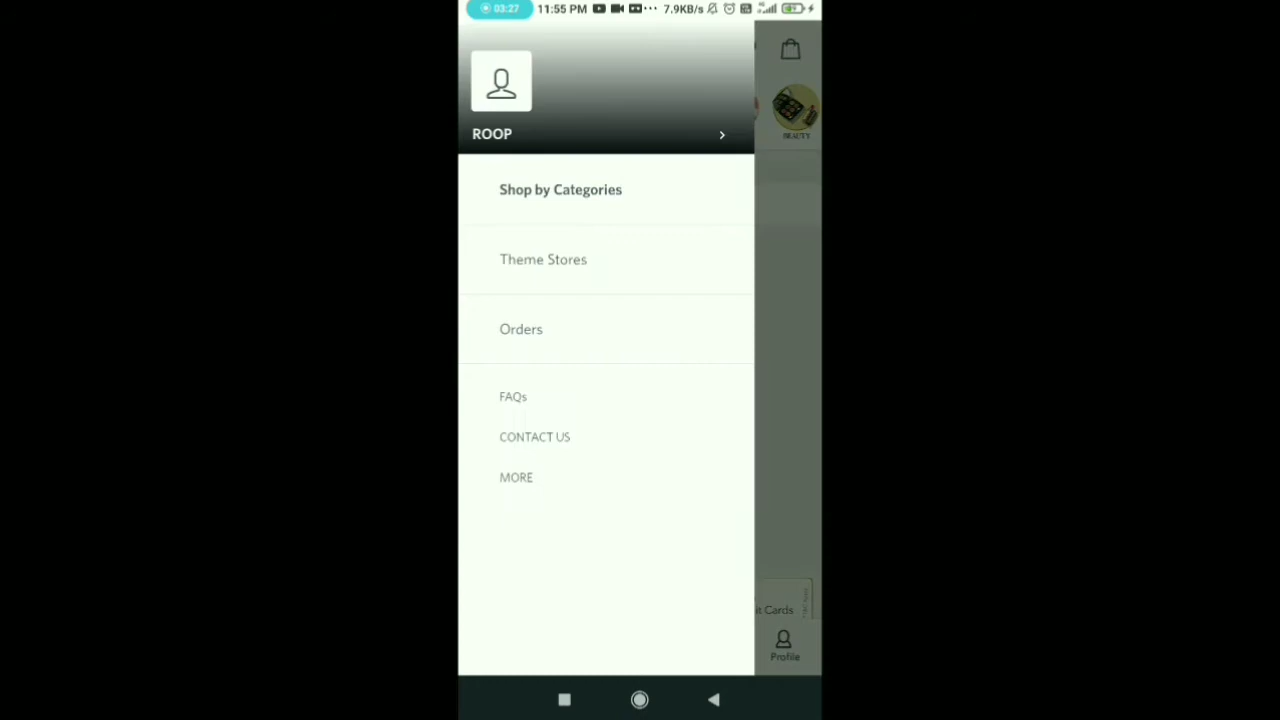 03:27 11:55 PM 7.9KB/s
ROOP
BEAUTY
Shop by Categories
Theme Stores
Orders
FAQs
CONTACT US
MORE
it Cards
Profile